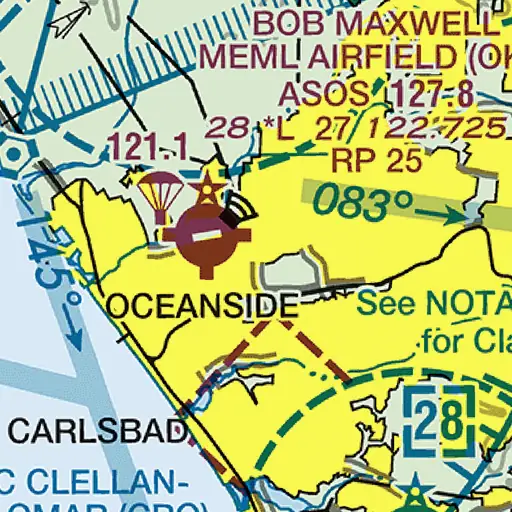 BOB MAXWELL
MEML AIRFIELD (OK
ASOS 127.8
28 *L 27 122.725
RP 25
121.1
083°
145°
OCEANSIDE
See NOTA
for Cla
28
CARLSBAD
C CLELLAN-
OMAR (CRQ)